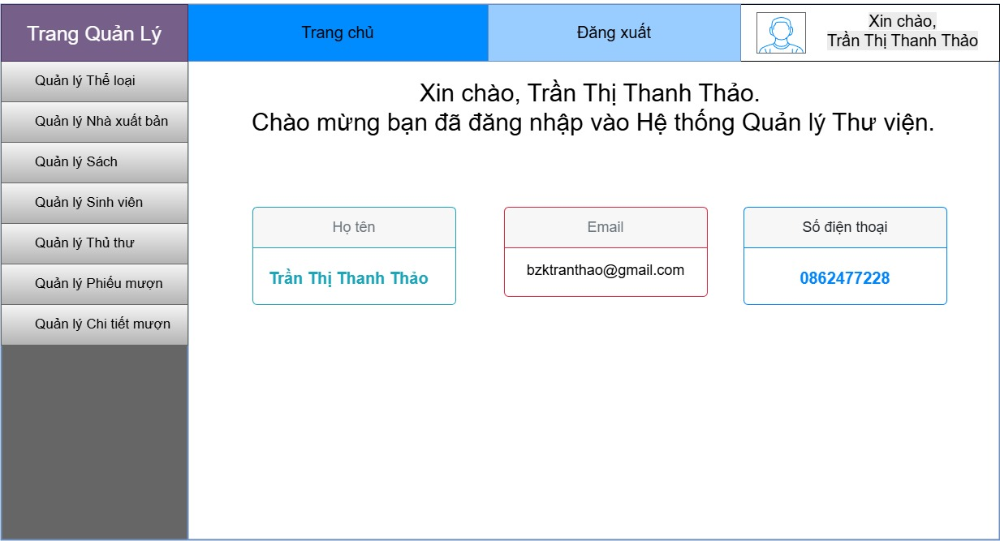 Trang Quản Lý
Trang chủ
Đăng xuất
Xin chào,
Trần Thị Thanh Thảo
Quản lý Thể loại
Quản lý Nhà xuất bản
Quản lý Sách
Quản lý Sinh viên
Quản lý Thủ thư
Quản lý Phiếu mượn
Quản lý Chi tiết mượn
Xin chào, Trần Thị Thanh Thảo.
Chào mừng bạn đã đăng nhập vào Hệ thống Quản lý Thư viện.
Họ tên
Trần Thị Thanh Thảo
Email
bzktranthao@gmail.com
Số điện thoại
0862477228